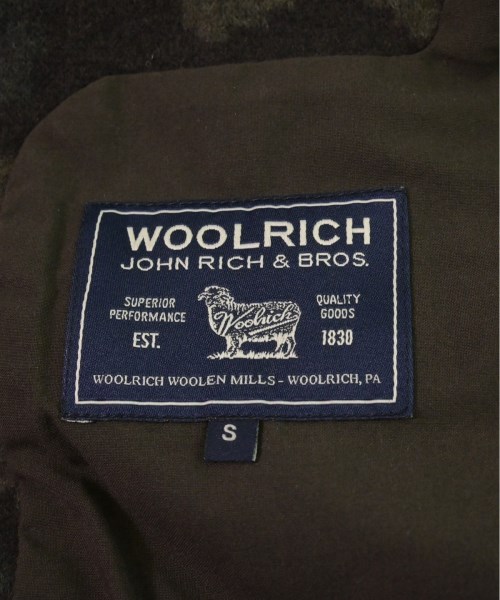 WOOLRICH
JOHN RICH & BROS.
SUPERIOR
PERFORMANCE
EST.
Woolrich
QUALITY
GOODS
1830
WOOLRICH WOOLEN MILLS - WOOLRICH, PA
S